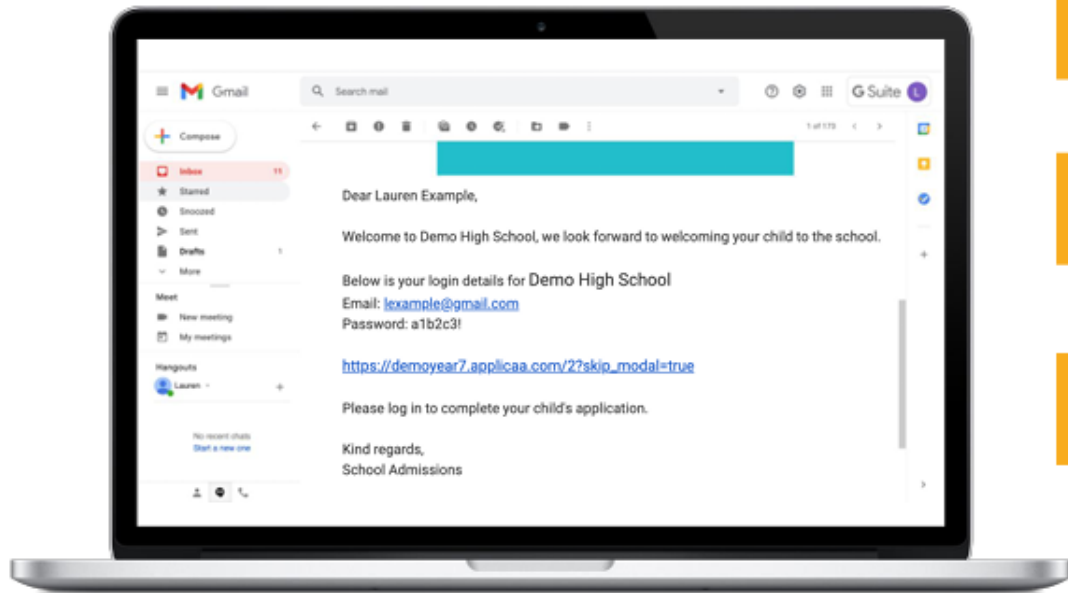 Gmail
Search mail
G Suite
L
Compose
1 of 173
Inbox 11
Starred
Snoozed
Sent
Drafts 1
More
Meet
New meeting
My meetings
Hangouts
Lauren
No recent chats
Start a new one
Dear Lauren Example,
Welcome to Demo High School, we look forward to welcoming your child to the school.
Below is your login details for Demo High School
Email: lexample@gmail.com
Password: a1b2c3!
https://demoyear7.applicaa.com/2?skip_modal=true
Please log in to complete your child's application.
Kind regards,
School Admissions